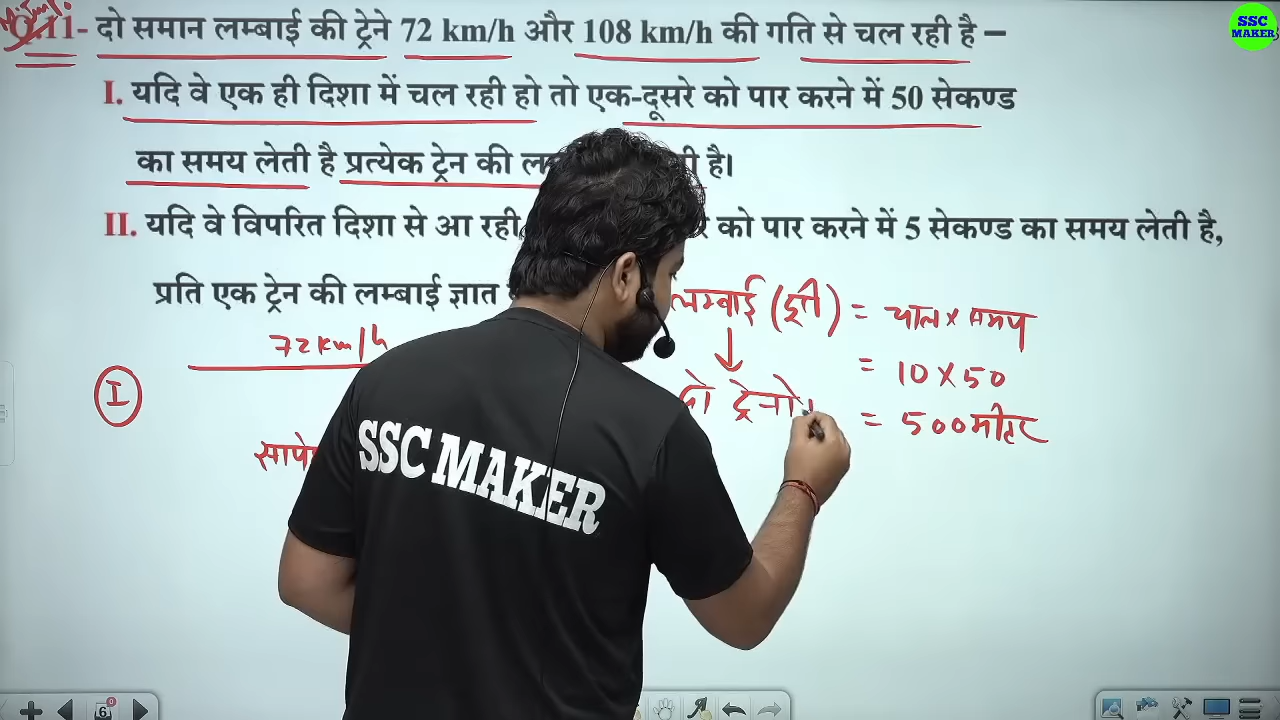 Q.11- दो समान लम्बाई की ट्रेने 72 km/h और 108 km/h की गति से चल रही है –
SSC MAKER
I. यदि वे एक ही दिशा में चल रही हो तो एक-दूसरे को पार करने में 50 सेकण्ड
का समय लेती है प्रत्येक ट्रेन की है।
II. यदि वे विपरित दिशा से आ रही को पार करने में 5 सेकण्ड का समय लेती है,
प्रति एक ट्रेन की लम्बाई ज्ञात
72 km/h
I
लम्बाई (दूरी) = चाल × समय
= 10 × 50
दो ट्रेनो = 500 मीटर
SSC MAKER
6